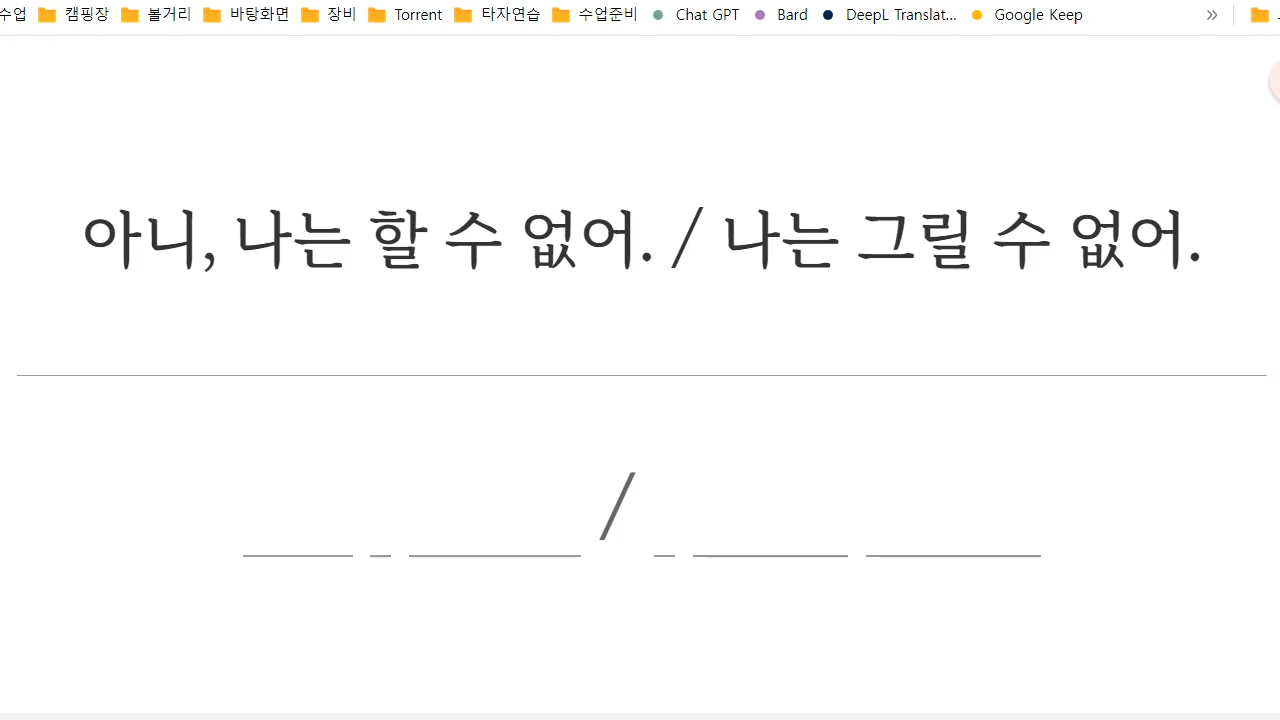 수업 캠핑장 볼거리 바탕화면 장비 Torrent 타자연습 수업준비 Chat GPT Bard DeepL Translat... Google Keep »
아니, 나는 할 수 없어. / 나는 그릴 수 없어.
/